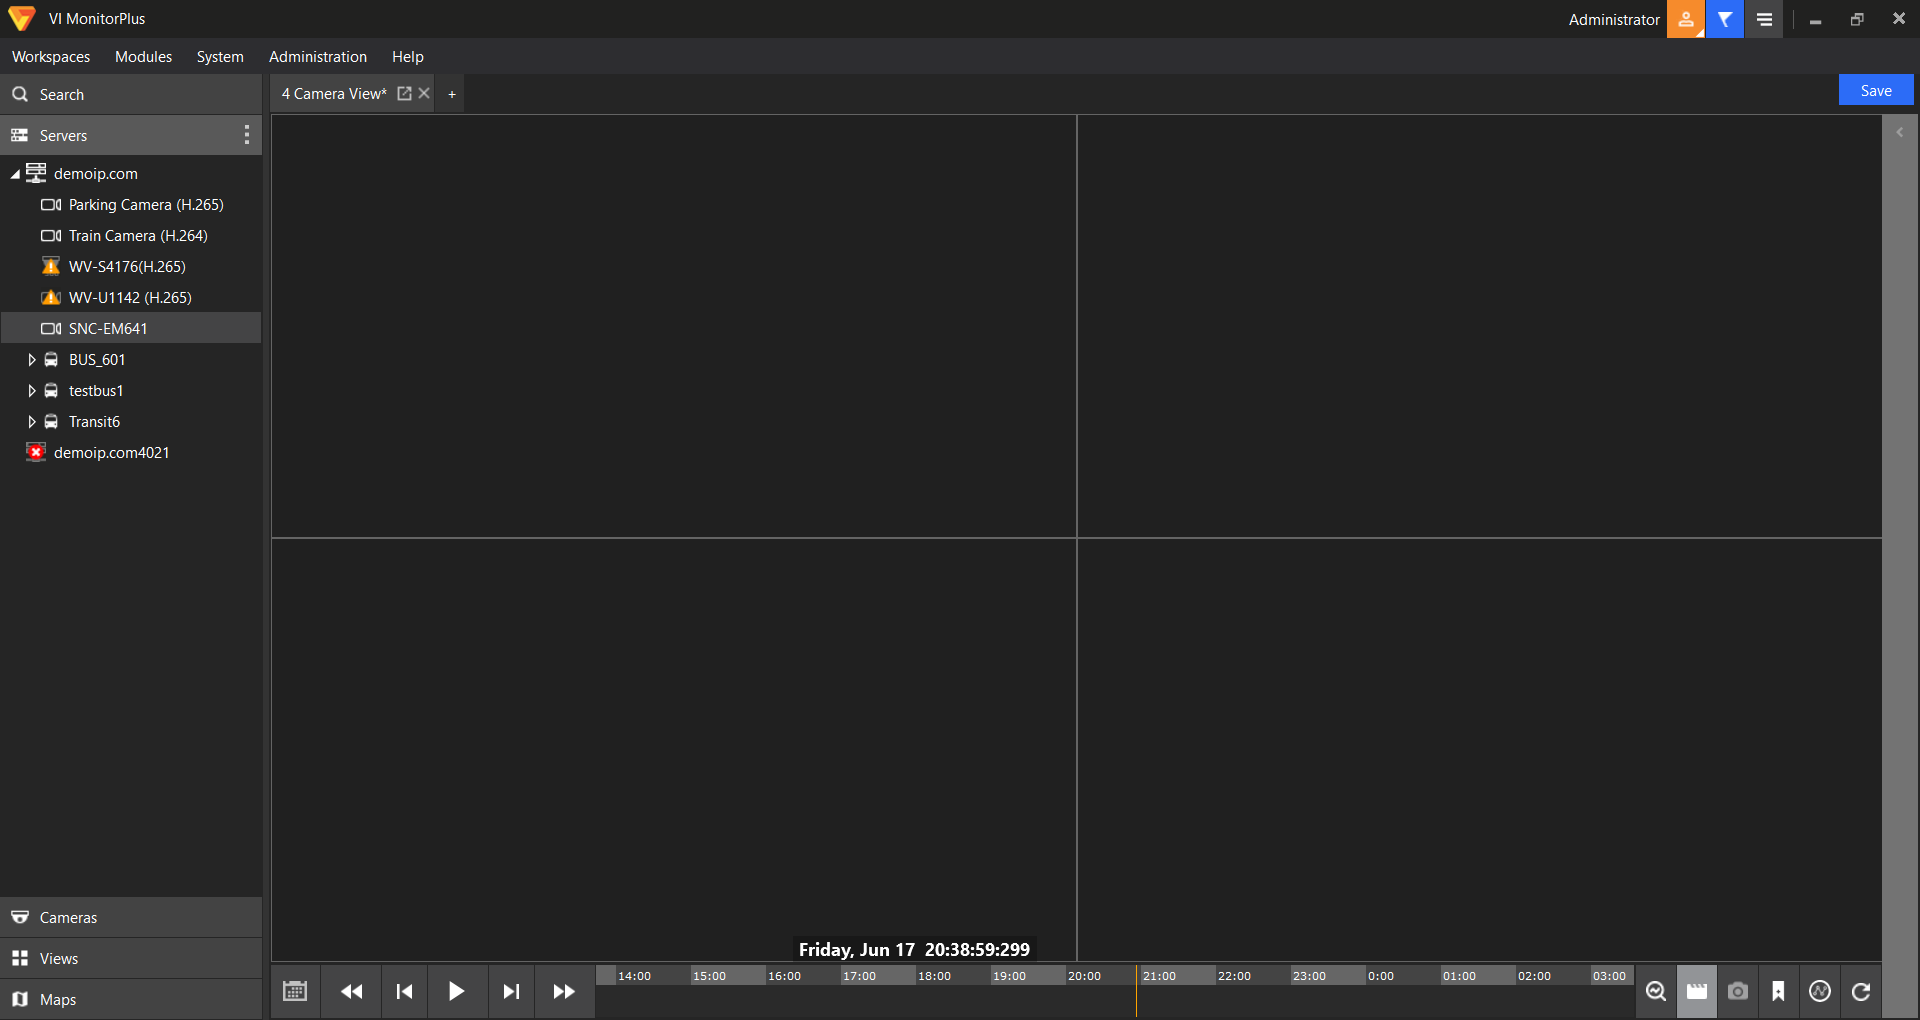 VI MonitorPlus
Administrator
Workspaces Modules System Administration Help
Search
4 Camera View* +
Save
Servers
demoip.com
Parking Camera (H.265)
Train Camera (H.264)
WV-S4176(H.265)
WV-U1142 (H.265)
SNC-EM641
BUS_601
testbus1
Transit6
demoip.com4021
Cameras
Views
Maps
Friday, Jun 17 20:38:59:299
14:00 15:00 16:00 17:00 18:00 19:00 20:00 21:00 22:00 23:00 0:00 01:00 02:00 03:00